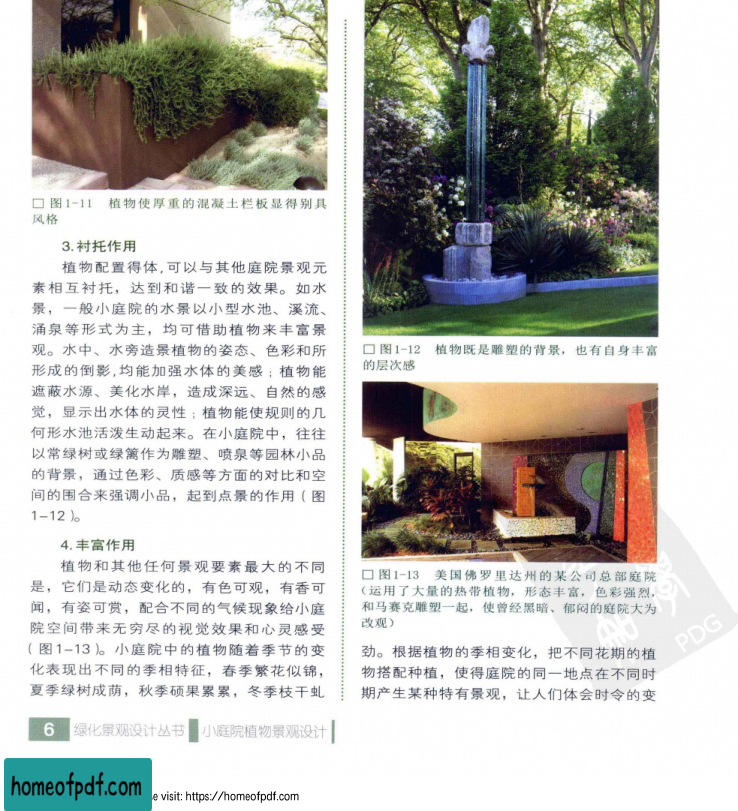 □ 图1-11 植物使厚重的混凝土栏板显得别具
风格
3.衬托作用
植物配置得体,可以与其他庭院景观元
素相互衬托，达到和谐一致的效果。如水
景，一般小庭院的水景以小型水池、溪流、
涌泉等形式为主，均可借助植物来丰富景
观。水中、水旁造景植物的姿态、色彩和所
形成的倒影,均能加强水体的美感；植物能
遮蔽水源、美化水岸，造成深远、自然的感
觉，显示出水体的灵性；植物能使规则的几
何形水池活泼生动起来。在小庭院中，往往
以常绿树或绿篱作为雕塑、喷泉等园林小品
的背景，通过色彩、质感等方面的对比和空
间的围合来强调小品，起到点景的作用（图
1-12）。
4.丰富作用
植物和其他任何景观要素最大的不同
是，它们是动态变化的，有色可观，有香可
闻，有姿可赏，配合不同的气候现象给小庭
院空间带来无穷尽的视觉效果和心灵感受
（图1-13）。小庭院中的植物随着季节的变
化表现出不同的季相特征，春季繁花似锦，
夏季绿树成荫，秋季硕果累累，冬季枝干虬
□ 图1-12 植物既是雕塑的背景，也有自身丰富
的层次感
□ 图1-13 美国佛罗里达州的某公司总部庭院
（运用了大量的热带植物，形态丰富，色彩强烈，
和马赛克雕塑一起，使曾经黑暗、郁闷的庭院大为
改观）
劲。根据植物的季相变化，把不同花期的植
物搭配种植，使得庭院的同一地点在不同时
期产生某种特有景观，让人们体会时令的变
PDG
6 绿化景观设计丛书 小庭院植物景观设计
homeofpdf.com
e visit: https://homeofpdf.com